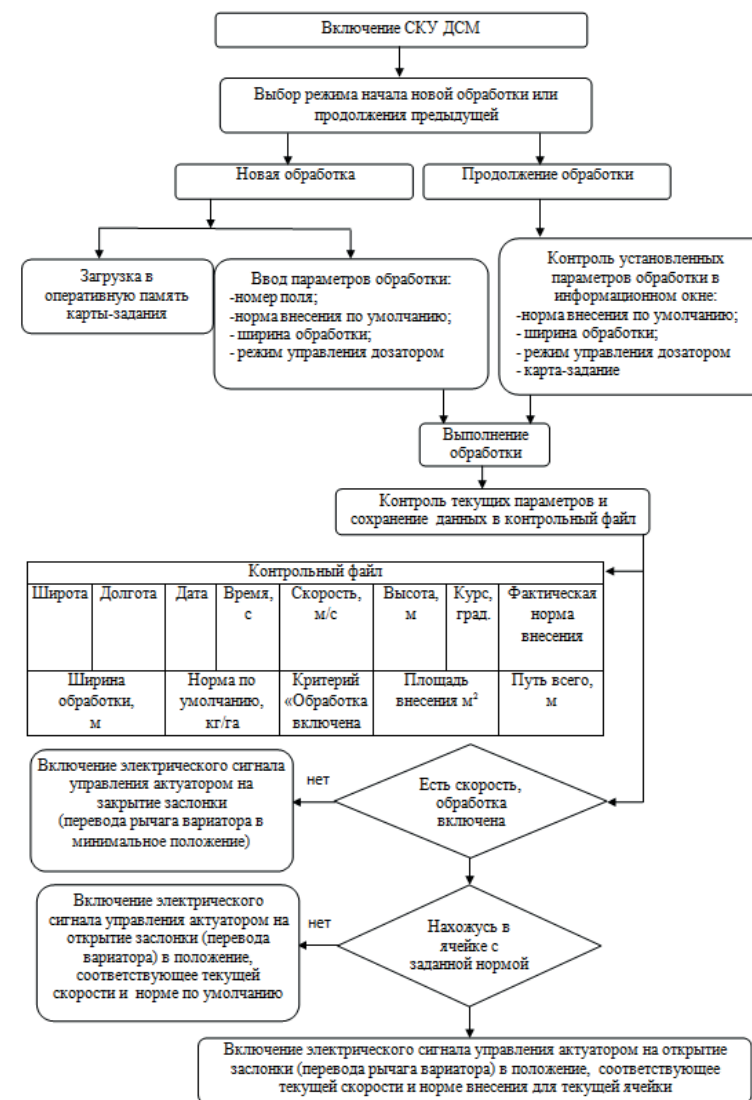 Включение СКУ ДСМ
Выбор режима начала новой обработки или
продолжения предыдущей
Новая обработка
Продолжение обработки
Загрузка в
оперативную память
карты-задания
Ввод параметров обработки:
-номер поля;
-норма внесения по умолчанию;
- ширина обработки;
- режим управления дозатором
Контроль установленных
параметров обработки в
информационном окне:
-норма внесения по умолчанию;
- ширина обработки;
- режим управления дозатором
- карта-задание
Выполнение
обработки
Контроль текущих параметров и
сохранение данных в контрольный файл
Контрольный файл
Широта
Долгота
Дата
Время,
с
Скорость,
м/с
Высота,
м
Курс,
град.
Фактическая
норма
внесения
Ширина
обработки,
м
Норма по
умолчанию,
кг/га
Критерий
«Обработка
включена
Площадь
внесения м²
Путь всего,
м
Включение электрического сигнала
управления актуатором на
закрытие заслонки
(перевода рычага вариатора в
минимальное положение)
нет
Есть скорость,
обработка
включена
Включение электрического
сигнала управления актуатором на
открытие заслонки (перевода
вариатора) в положение,
соответствующее текущей
скорости и норме по умолчанию
нет
Нахожусь в
ячейке с
заданной нормой
Включение электрического сигнала управления актуатором на открытие
заслонки (перевода рычага вариатора) в положение, соответствующее
текущей скорости и норме внесения для текущей ячейки